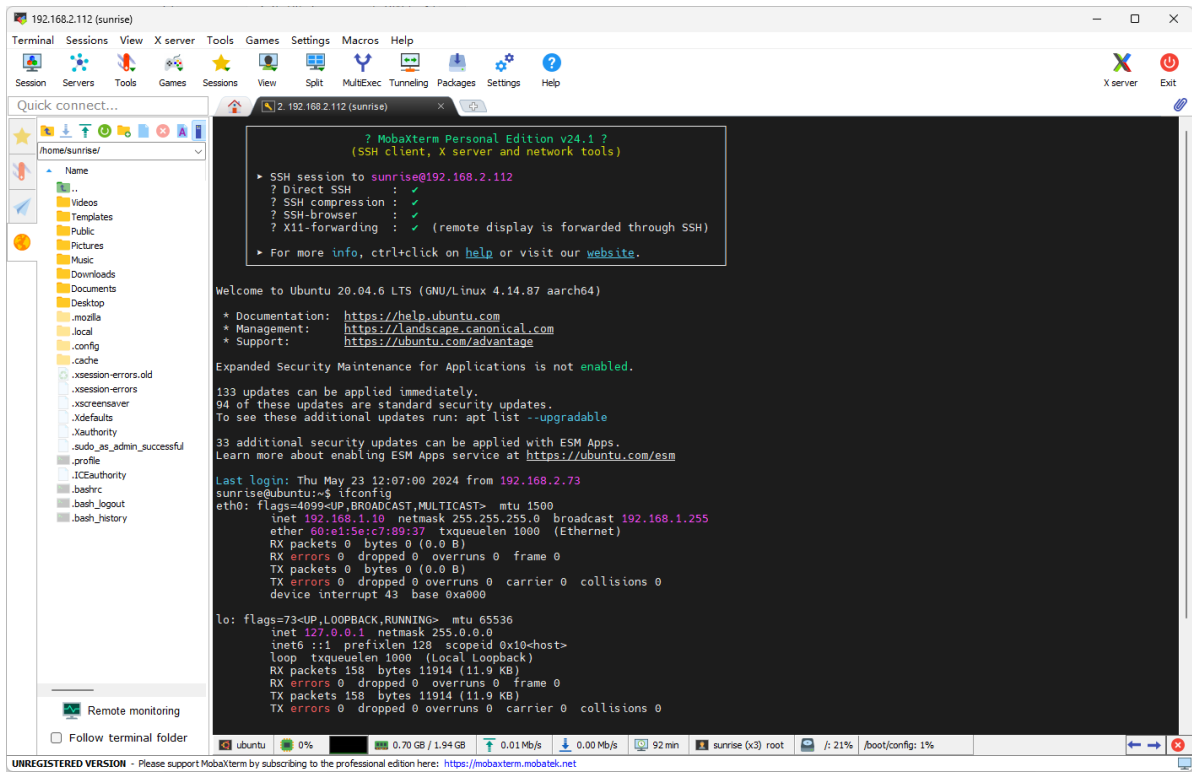 192.168.2.112 (sunrise)
Terminal Sessions View X server Tools Games Settings Macros Help
Session Servers Tools Games Sessions View Split MultiExec Tunneling Packages Settings Help X server Exit
Quick connect...
2. 192.168.2.112 (sunrise)
/home/sunrise/
Name
..
Videos
Templates
Public
Pictures
Music
Downloads
Documents
Desktop
.mozilla
.local
.config
.cache
.xsession-errors.old
.xsession-errors
.xscreensaver
.Xdefaults
.Xauthority
.sudo_as_admin_successful
.profile
.ICEauthority
.bashrc
.bash_logout
.bash_history
Remote monitoring
Follow terminal folder
? MobaXterm Personal Edition v24.1 ?
(SSH client, X server and network tools)
► SSH session to sunrise@192.168.2.112
? Direct SSH : ✔
? SSH compression : ✔
? SSH-browser : ✔
? X11-forwarding : ✔ (remote display is forwarded through SSH)
► For more info, ctrl+click on help or visit our website.
Welcome to Ubuntu 20.04.6 LTS (GNU/Linux 4.14.87 aarch64)
* Documentation: https://help.ubuntu.com
* Management: https://landscape.canonical.com
* Support: https://ubuntu.com/advantage
Expanded Security Maintenance for Applications is not enabled.
133 updates can be applied immediately.
94 of these updates are standard security updates.
To see these additional updates run: apt list --upgradable
33 additional security updates can be applied with ESM Apps.
Learn more about enabling ESM Apps service at https://ubuntu.com/esm
Last login: Thu May 23 12:07:00 2024 from 192.168.2.73
sunrise@ubuntu:~$ ifconfig
eth0: flags=4099<UP,BROADCAST,MULTICAST> mtu 1500
inet 192.168.1.10 netmask 255.255.255.0 broadcast 192.168.1.255
ether 60:e1:5e:c7:89:37 txqueuelen 1000 (Ethernet)
RX packets 0 bytes 0 (0.0 B)
RX errors 0 dropped 0 overruns 0 frame 0
TX packets 0 bytes 0 (0.0 B)
TX errors 0 dropped 0 overruns 0 carrier 0 collisions 0
device interrupt 43 base 0xa000
lo: flags=73<UP,LOOPBACK,RUNNING> mtu 65536
inet 127.0.0.1 netmask 255.0.0.0
inet6 ::1 prefixlen 128 scopeid 0x10<host>
loop txqueuelen 1000 (Local Loopback)
RX packets 158 bytes 11914 (11.9 KB)
RX errors 0 dropped 0 overruns 0 frame 0
TX packets 158 bytes 11914 (11.9 KB)
TX errors 0 dropped 0 overruns 0 carrier 0 collisions 0
ubuntu 0% 0.70 GB / 1.94 GB 0.01 Mb/s 0.00 Mb/s 92 min sunrise (x3) root /: 21% /boot/config: 1%
UNREGISTERED VERSION - Please support MobaXterm by subscribing to the professional edition here: https://mobaxterm.mobatek.net